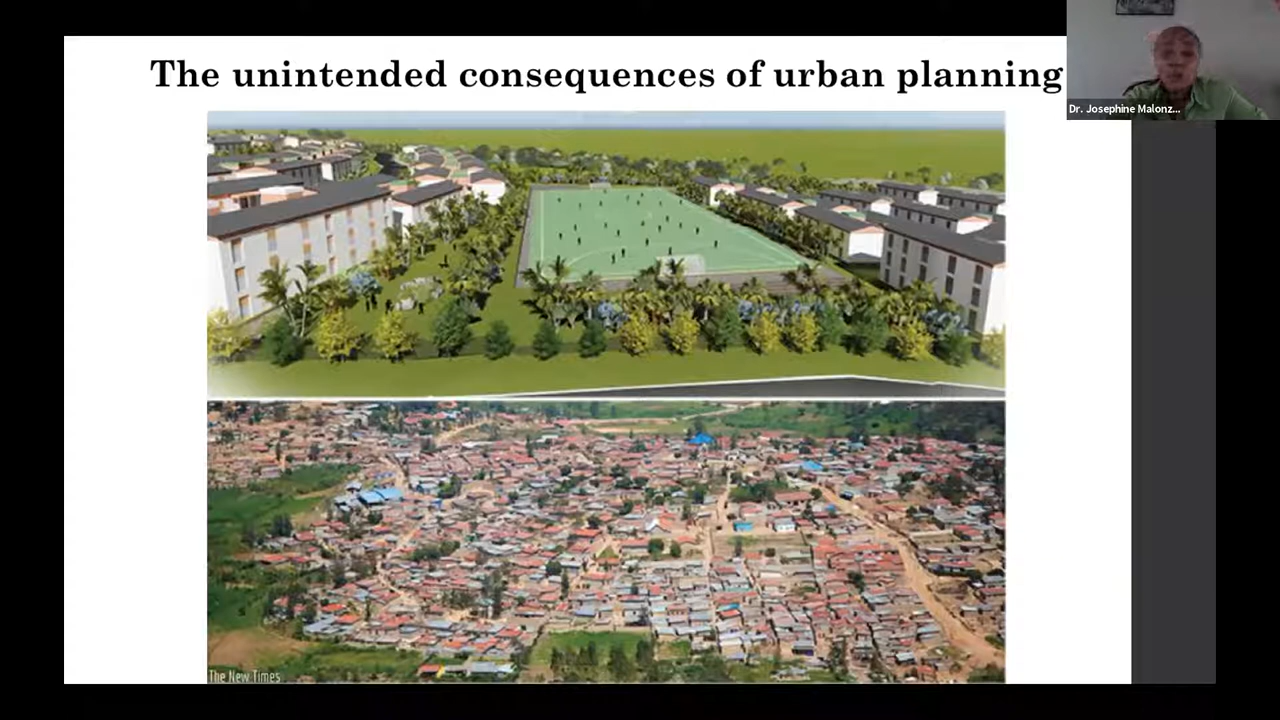 The unintended consequences of urban planning
Dr. Josephine Malonz...
The New Times